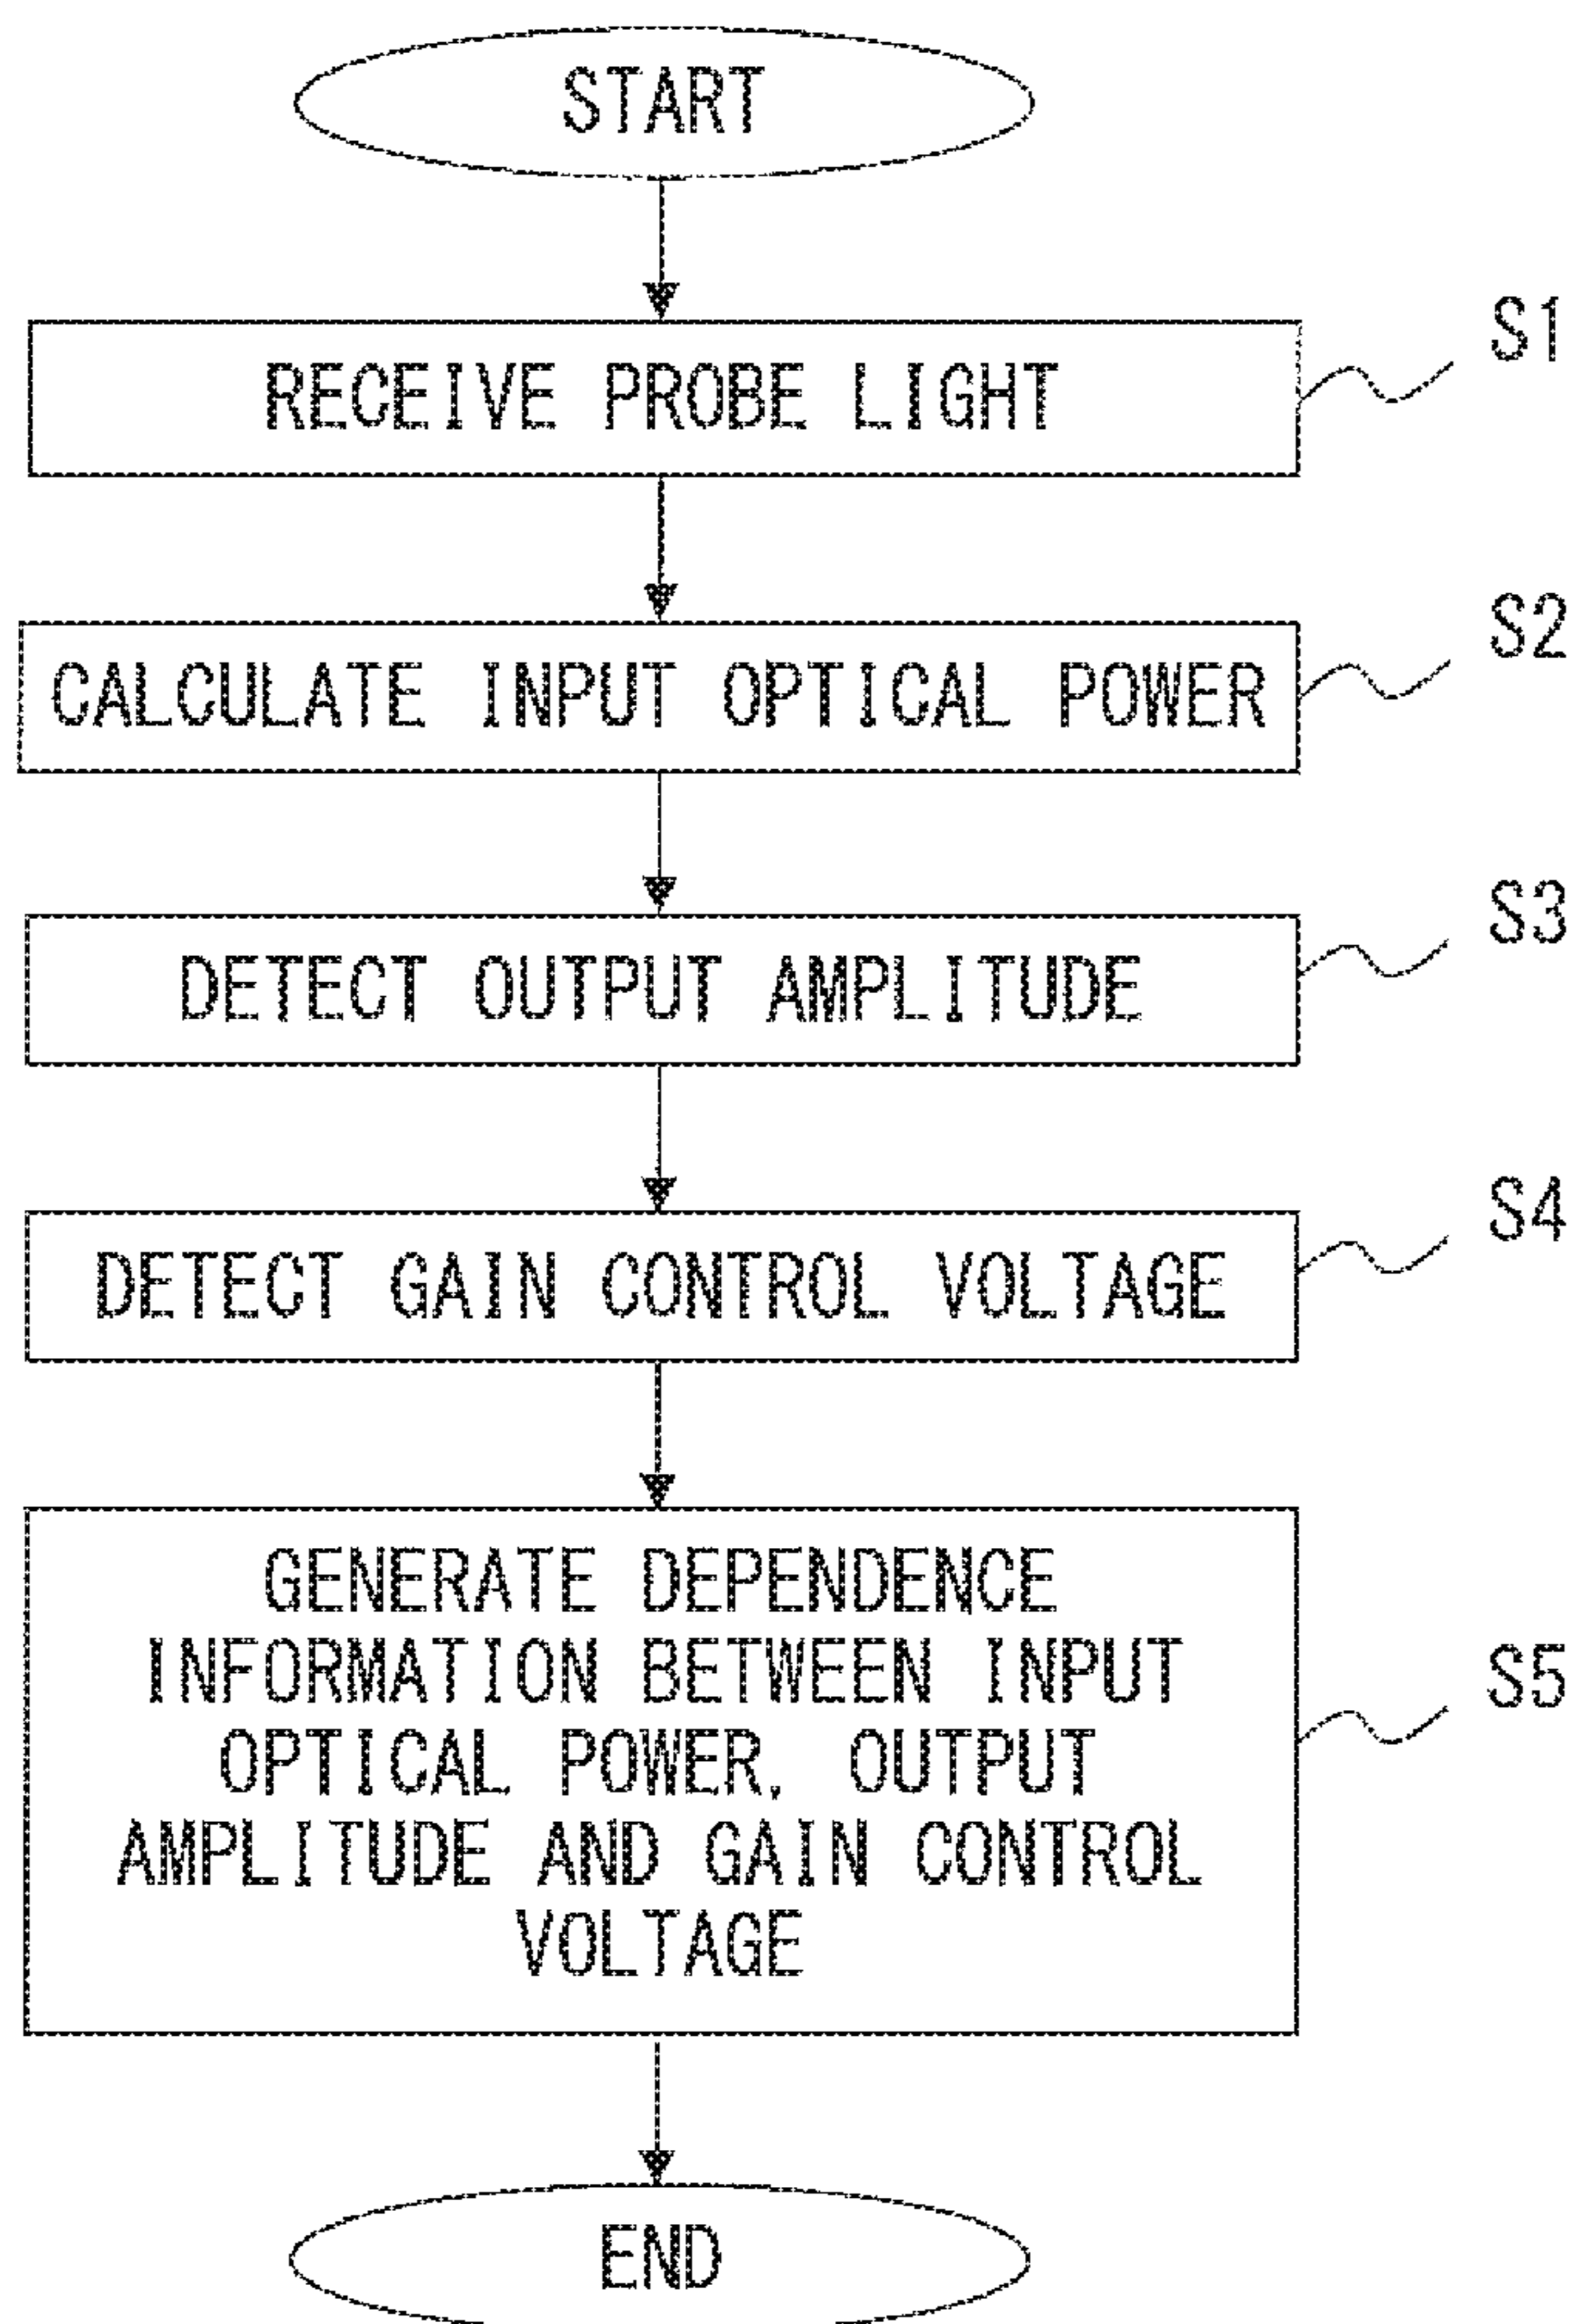 START
RECEIVE PROBE LIGHT
S1
CALCULATE INPUT OPTICAL POWER
S2
DETECT OUTPUT AMPLITUDE
S3
DETECT GAIN CONTROL VOLTAGE
S4
GENERATE DEPENDENCE
INFORMATION BETWEEN INPUT
OPTICAL POWER, OUTPUT
AMPLITUDE AND GAIN CONTROL
VOLTAGE
S5
END